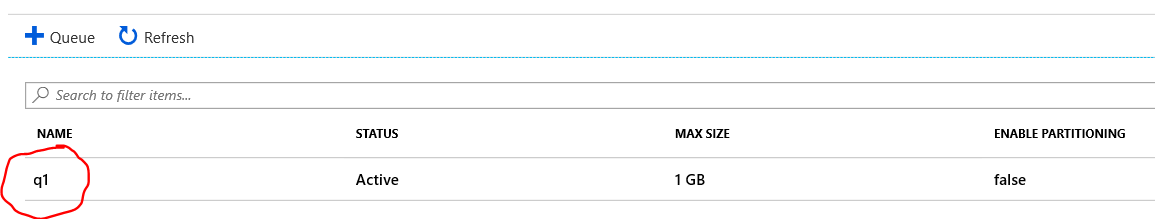 Queue Refresh
Search to filter items...
NAME STATUS MAX SIZE ENABLE PARTITIONING
q1 Active 1 GB false